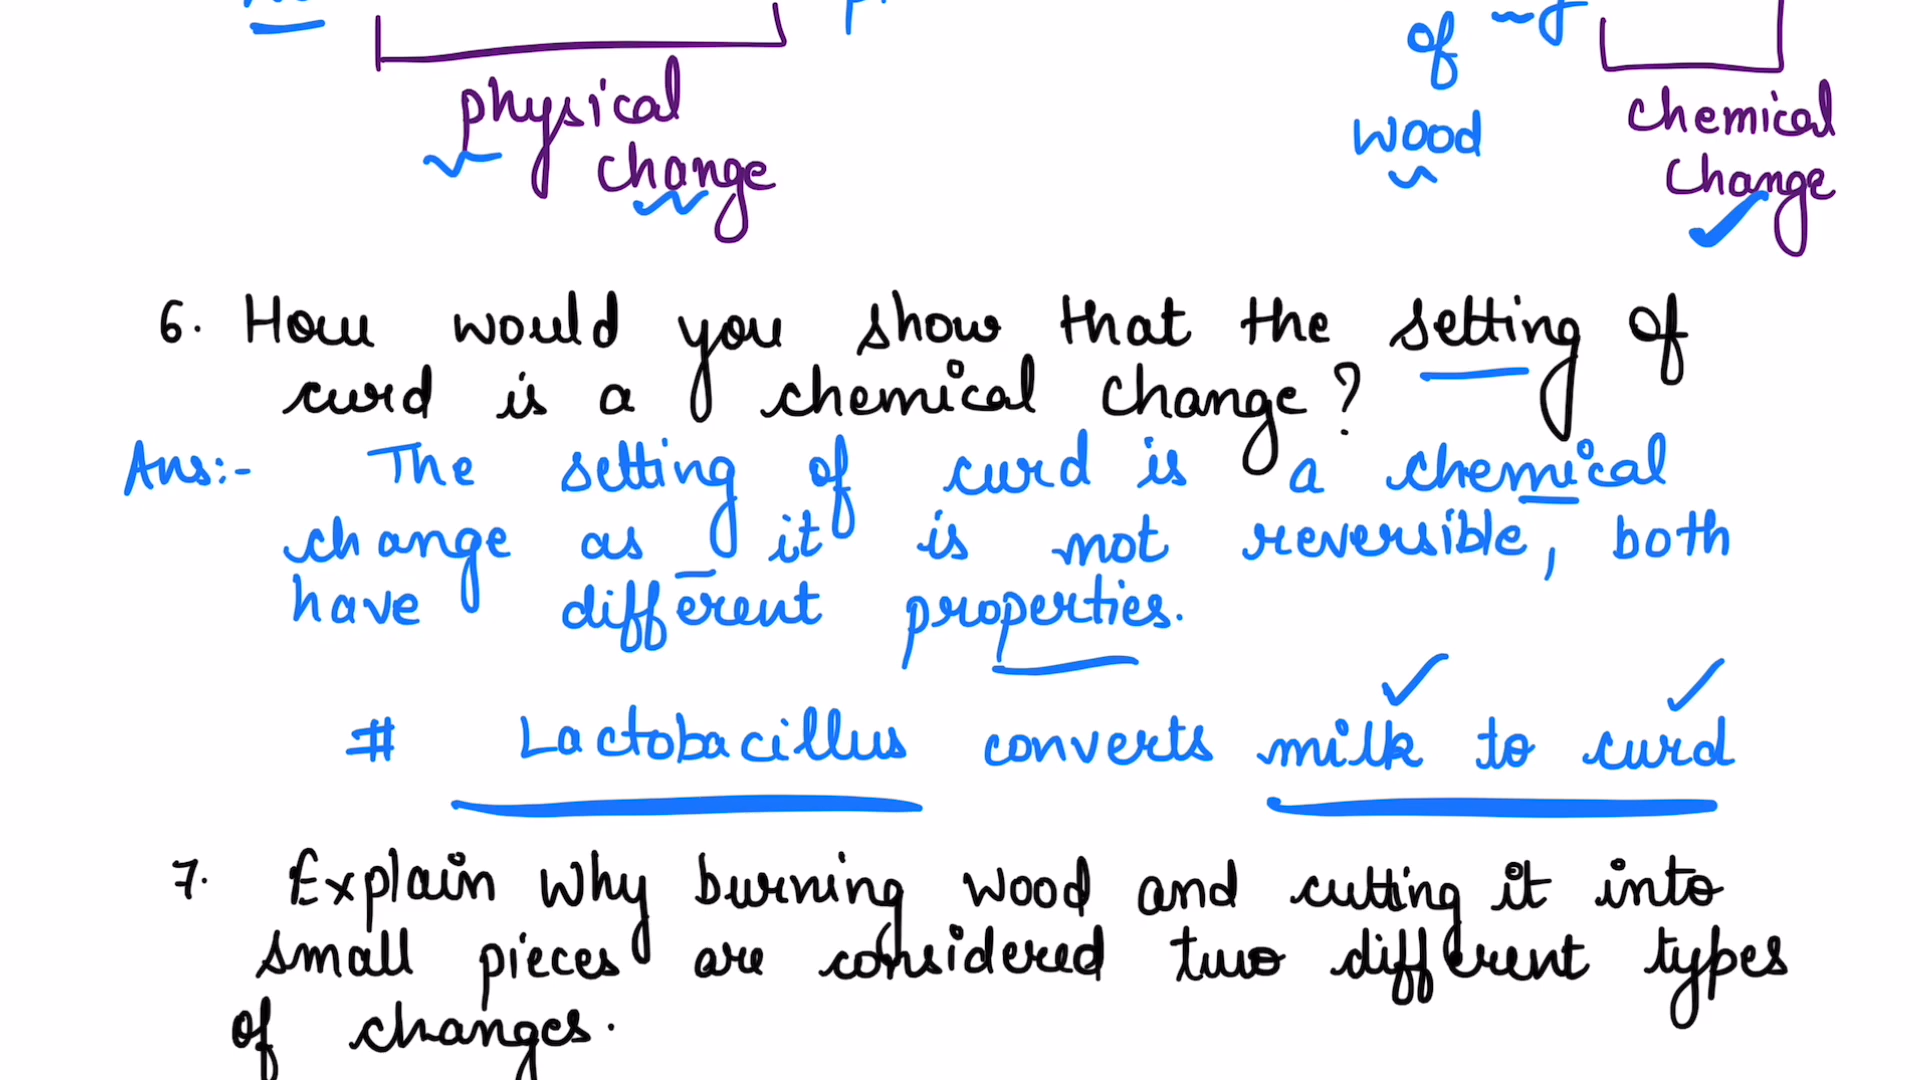 of
physical
chemical
wood
change
change
6. How would you show that the setting of
curd is a chemical change?
Ans:- The setting of curd is a chemical
change as it is not reversible, both
have different properties.
# Lactobacillus converts milk to curd
7. Explain why burning wood and cutting it into
small pieces are considered two different types
of changes.